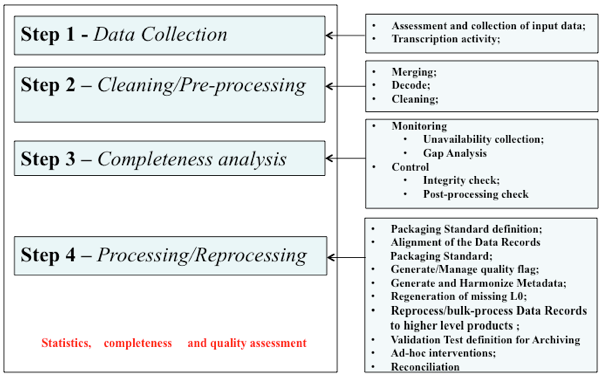 Step 1 - Data Collection
Assessment and collection of input data;
Transcription activity;
Step 2 – Cleaning/Pre-processing
Merging;
Decode;
Cleaning;
Step 3 – Completeness analysis
Monitoring
Unavailability collection;
Gap Analysis
Control
Integrity check;
Post-processing check
Step 4 – Processing/Reprocessing
Packaging Standard definition;
Alignment of the Data Records
Packaging Standard;
Generate/Manage quality flag;
Generate and Harmonize Metadata;
Regeneration of missing L0;
Reprocess/bulk-process Data Records
to higher level products ;
Validation Test definition for Archiving
Ad-hoc interventions;
Reconciliation
Statistics, completeness and quality assessment